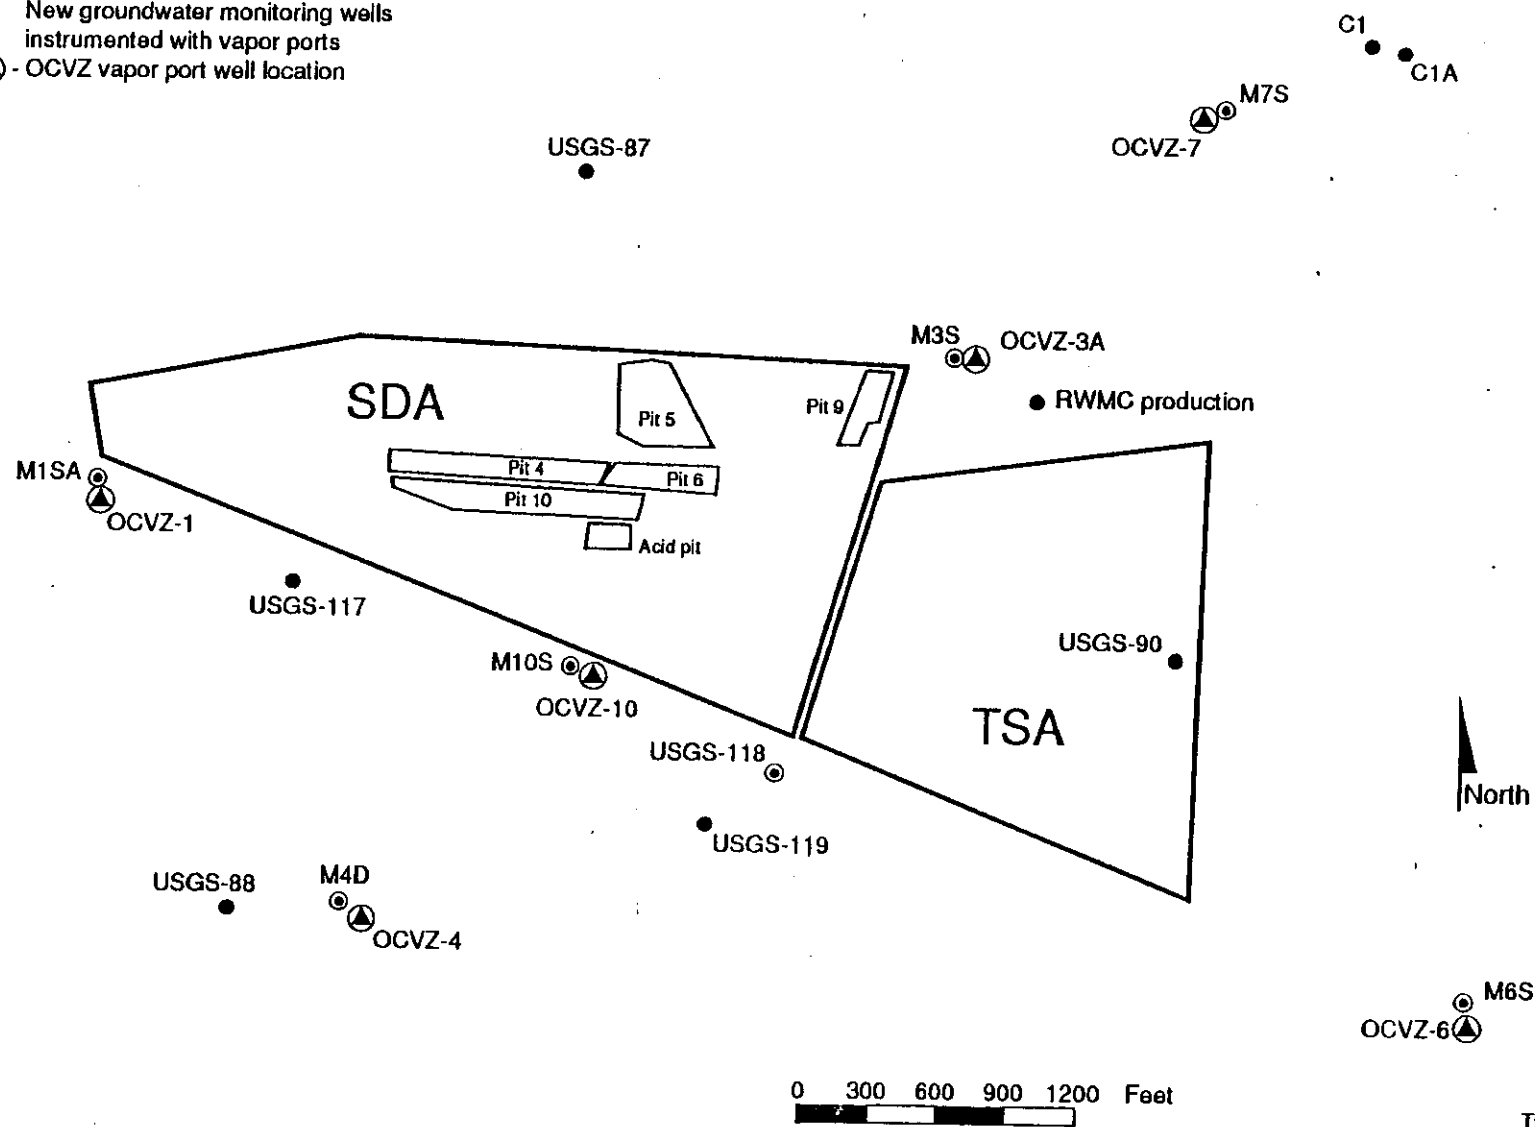 New groundwater monitoring wells
instrumented with vapor ports
- OCVZ vapor port well location
C1
C1A
M7S
OCVZ-7
USGS-87
M3S
OCVZ-3A
RWMC production
SDA
Pit 5
Pit 9
Pit 4
Pit 6
Pit 10
Acid pit
M1SA
OCVZ-1
USGS-117
M10S
OCVZ-10
USGS-90
TSA
USGS-118
USGS-119
North
USGS-88
M4D
OCVZ-4
M6S
OCVZ-6
0 300 600 900 1200 Feet